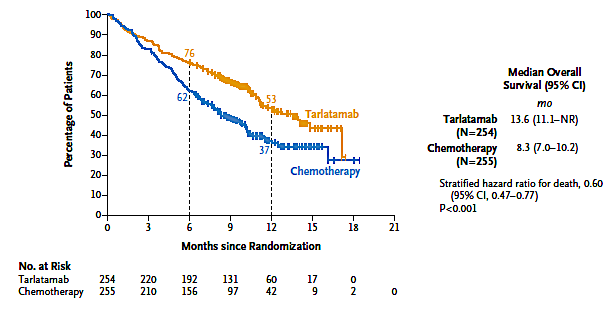 100
90
80
70
60
50
40
30
20
10
0
Percentage of Patients
76
62
53
37
Tarlatamab
Chemotherapy
0 3 6 9 12 15 18 21
Months since Randomization
Median Overall
Survival (95% CI)
mo
Tarlatamab 13.6 (11.1–NR)
(N=254)
Chemotherapy 8.3 (7.0–10.2)
(N=255)
Stratified hazard ratio for death, 0.60
(95% CI, 0.47–0.77)
P<0.001
No. at Risk
Tarlatamab 254 220 192 131 60 17 0
Chemotherapy 255 210 156 97 42 9 2 0